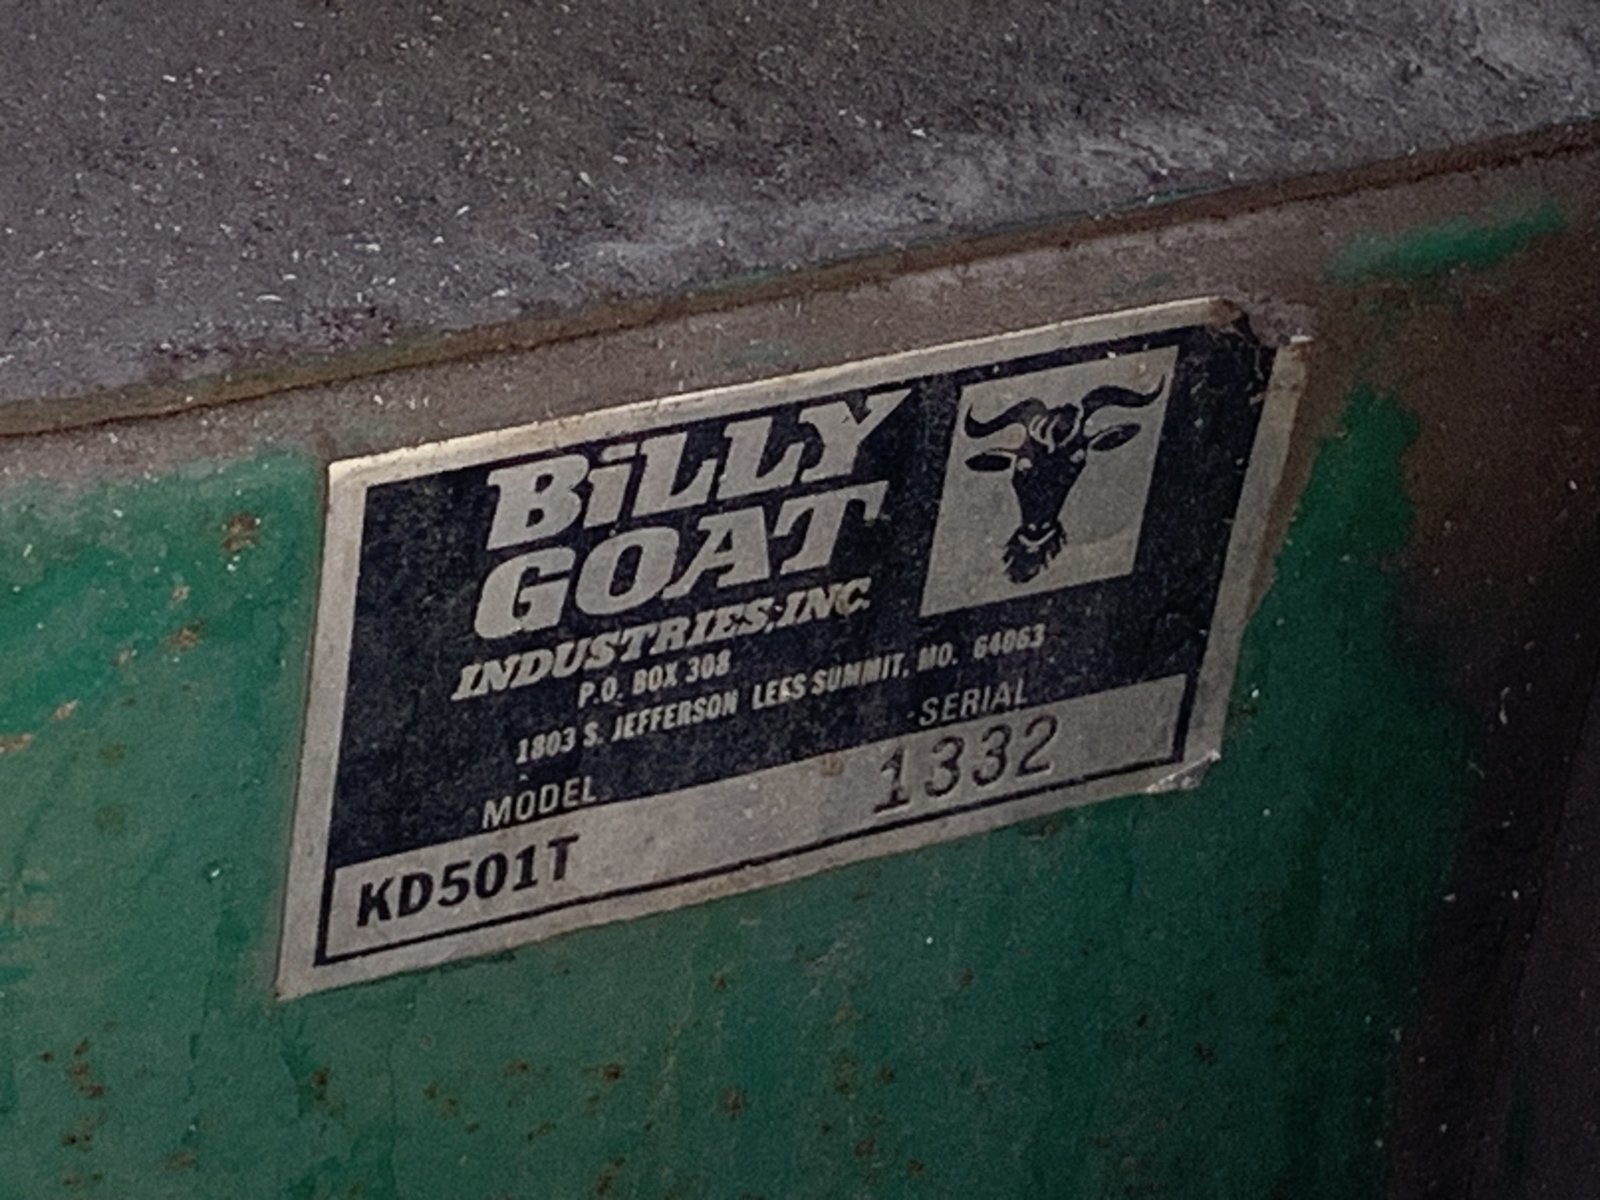 BiLLY
GOAT
INDUSTRIES, INC.
P.O. BOX 308
1803 S. JEFFERSON LEES SUMMIT, MO. 64063
MODEL SERIAL
KD501T 1332